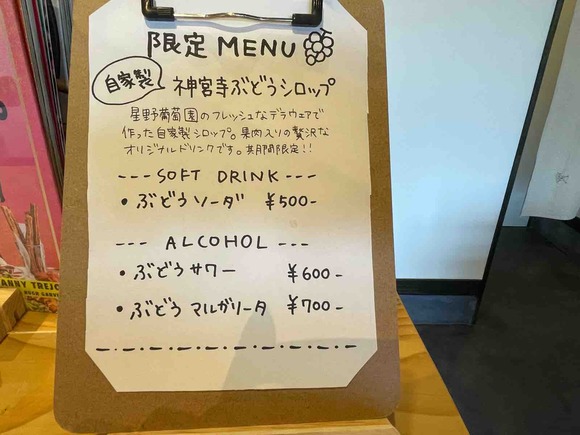 限定 MENU
自家製
神宮寺ぶどうシロップ
星野葡萄園のフレッシュなデラウェアで
作った自家製シロップ。果肉入りの贅沢な
オリジナルドリンクです。※期間限定!!
--- SOFT DRINK ---
・ぶどうソーダ ¥500-
--- ALCOHOL ---
・ぶどうサワー ¥600-
・ぶどうマルガリータ ¥700-
ANNY TREJO